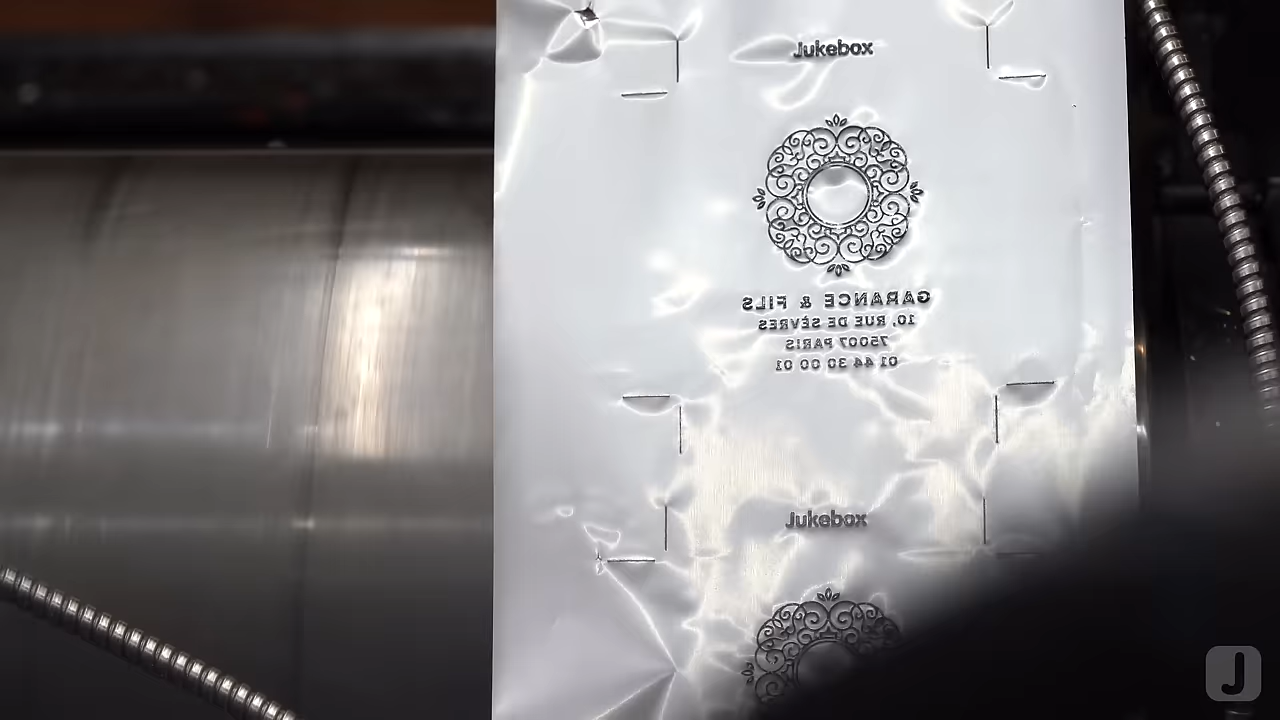 Jukebox
GARANCE & FILS
10, RUE DE SÈVRES
75007 PARIS
01 44 30 00 01
Jukebox
J